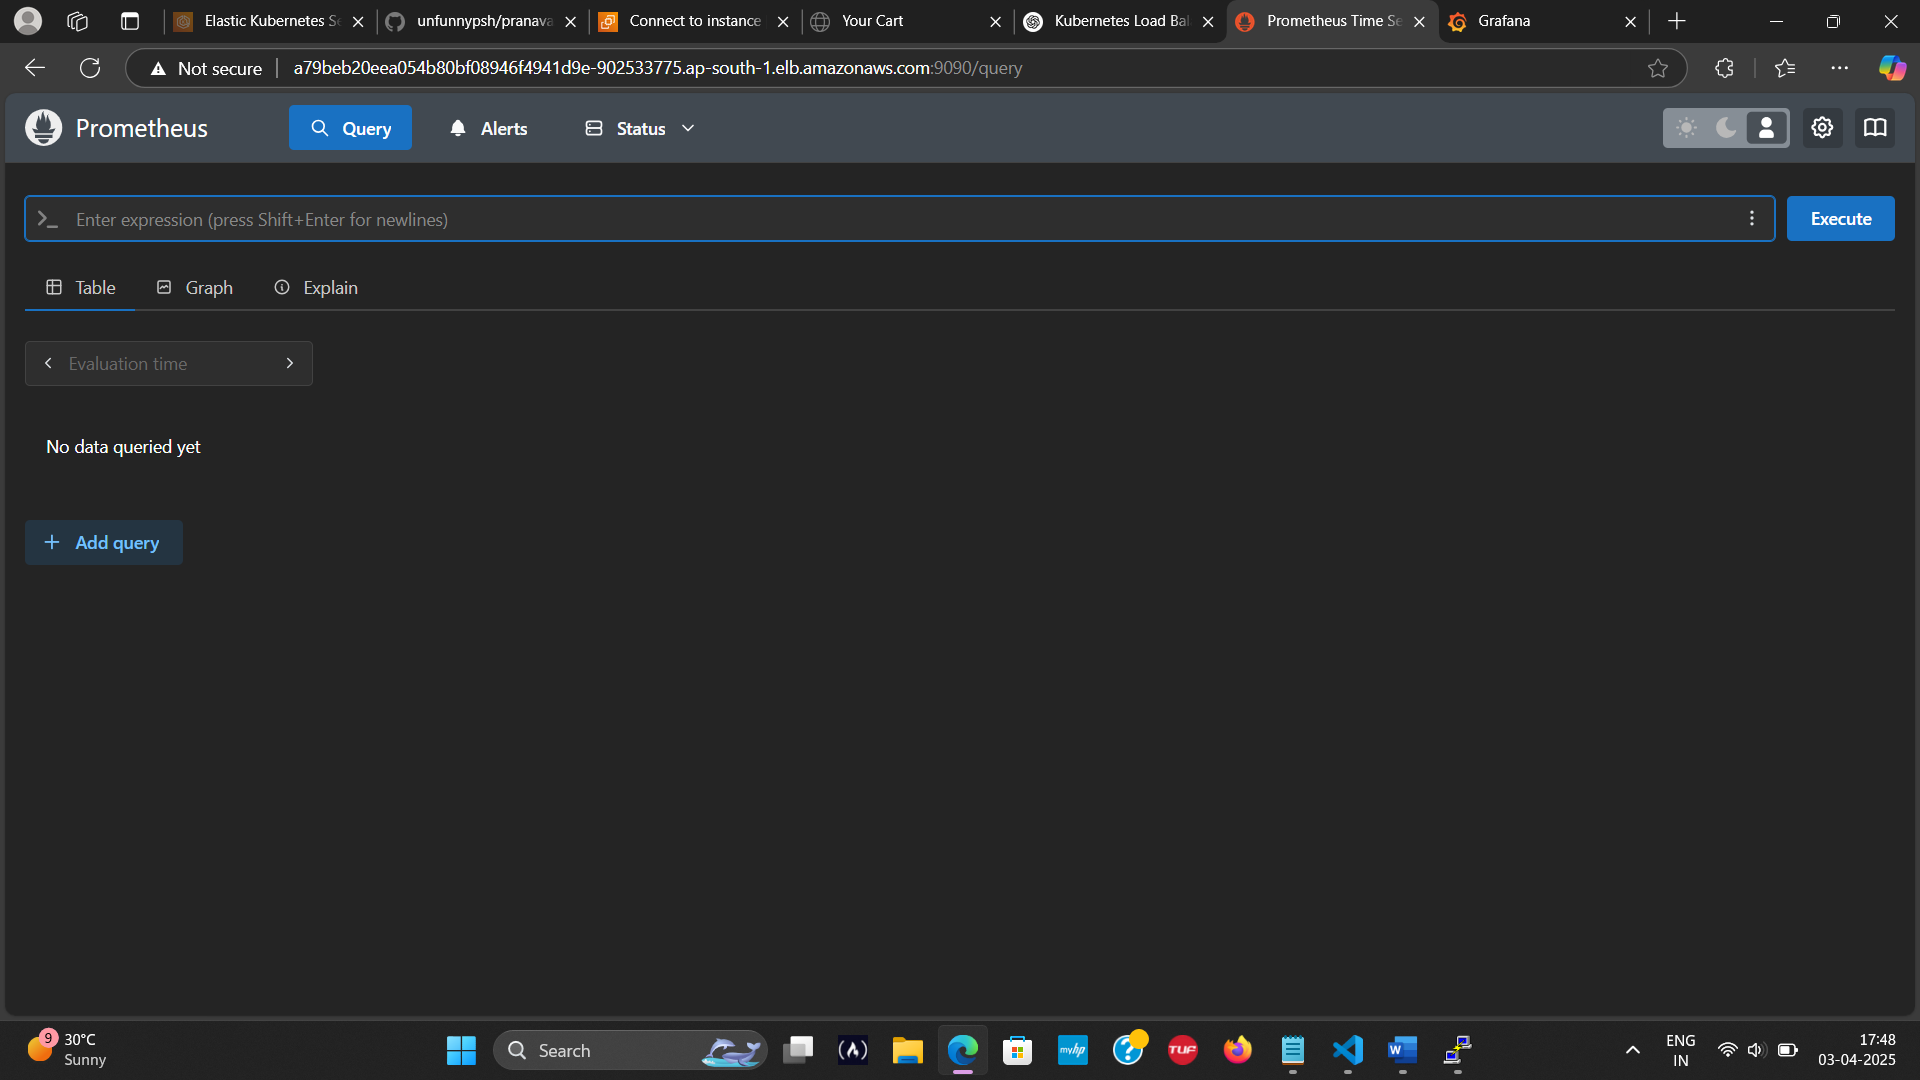 Elastic Kubernetes Se
unfunnypsh/pranava
Connect to instance
Your Cart
Kubernetes Load Bal
Prometheus Time Se
Grafana
Not secure
a79beb20eea054b80bf08946f4941d9e-902533775.ap-south-1.elb.amazonaws.com:9090/query
Prometheus
Query
Alerts
Status
>_ Enter expression (press Shift+Enter for newlines)
Execute
Table
Graph
Explain
Evaluation time
No data queried yet
+ Add query
9
30°C
Sunny
Search
myhp
TUF
ENG
IN
17:48
03-04-2025